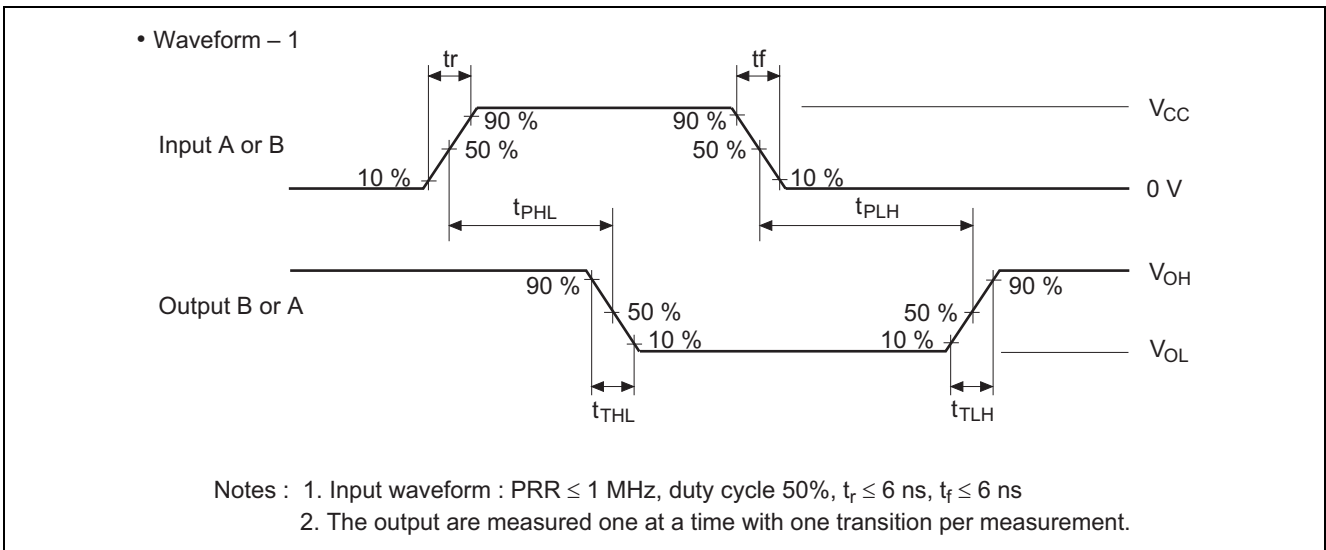 • Waveform – 1
tr
tf
90 %
90 %
VCC
Input A or B
50 %
50 %
10 %
10 %
0 V
tPHL
tPLH
90 %
90 %
VOH
Output B or A
50 %
50 %
10 %
10 %
VOL
tTHL
tTLH
Notes : 1. Input waveform : PRR ≤ 1 MHz, duty cycle 50%, tr ≤ 6 ns, tf ≤ 6 ns
2. The output are measured one at a time with one transition per measurement.